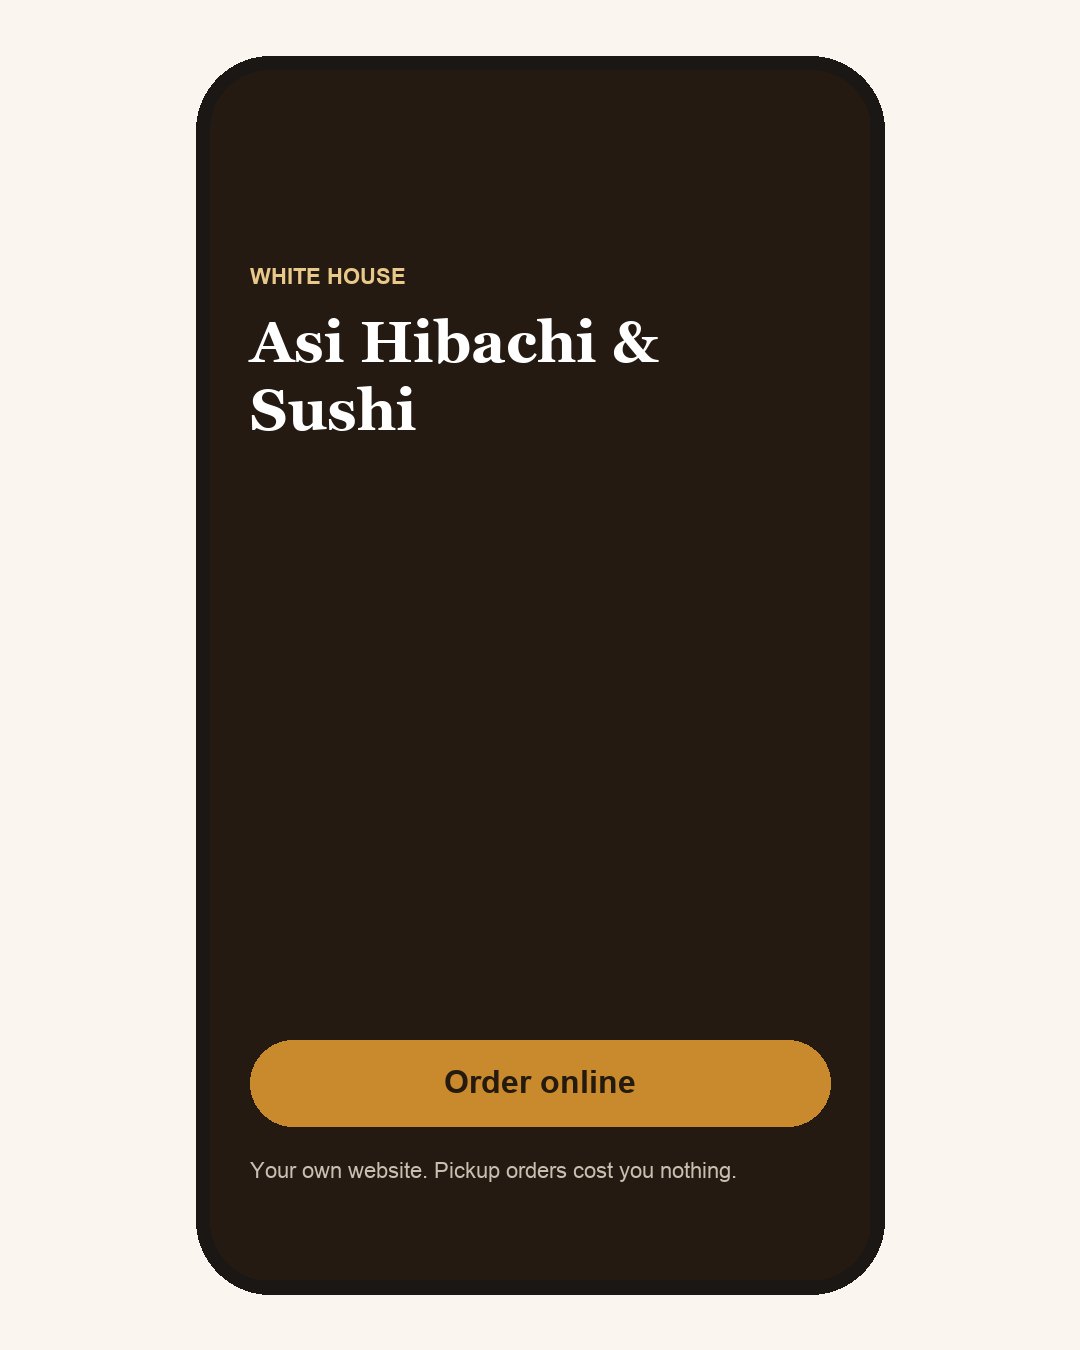 WHITE HOUSE
Asi Hibachi &
Sushi
Order online
Your own website. Pickup orders cost you nothing.